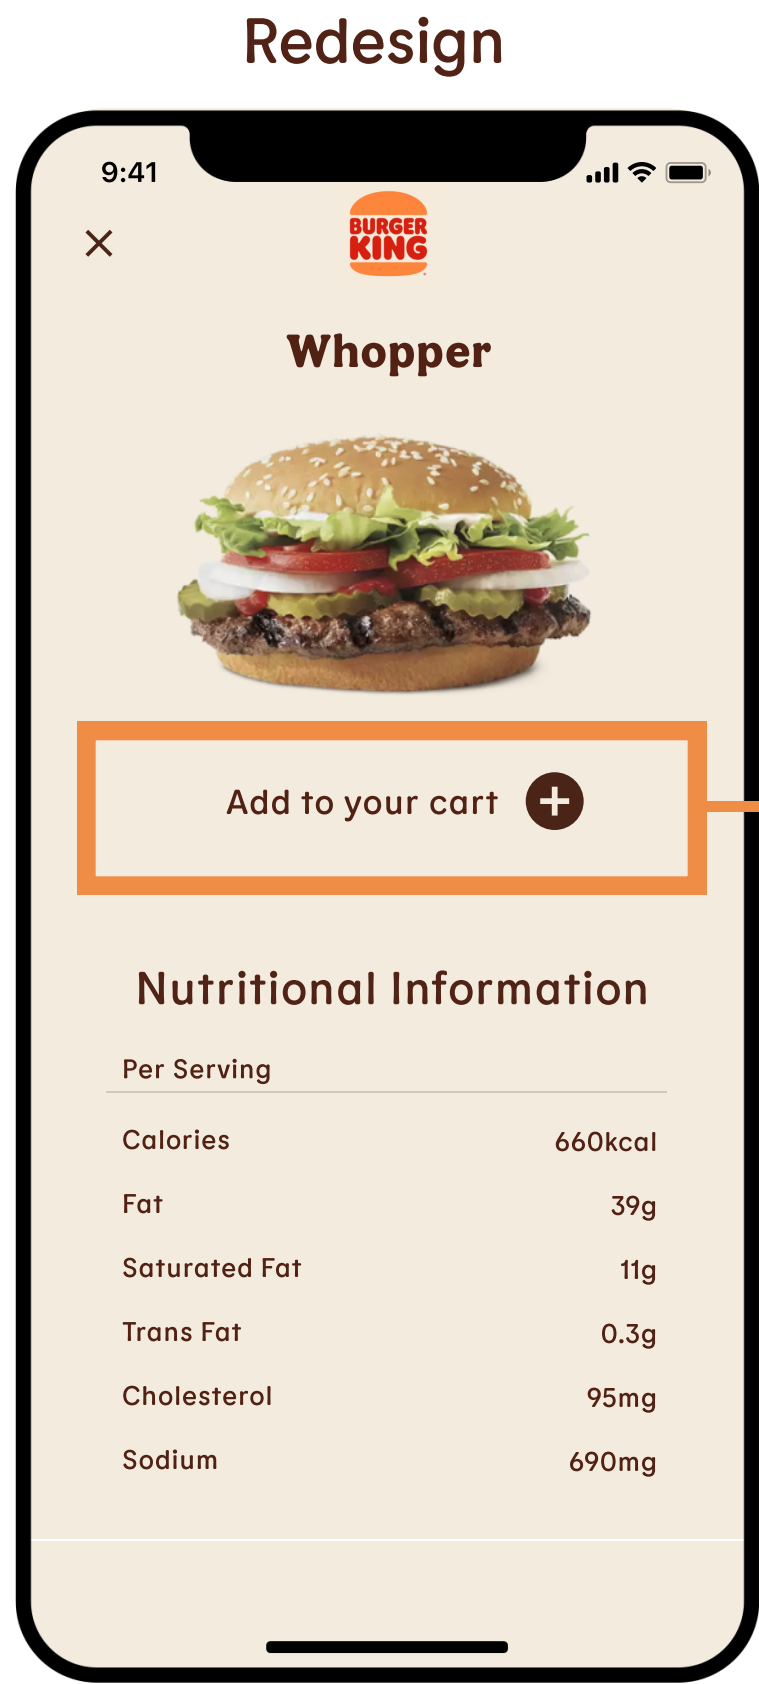 Redesign
9:41
BURGER
KING
Whopper
Add to your cart
Nutritional Information
Per Serving
Calories 660kcal
Fat 39g
Saturated Fat 11g
Trans Fat 0.3g
Cholesterol 95mg
Sodium 690mg